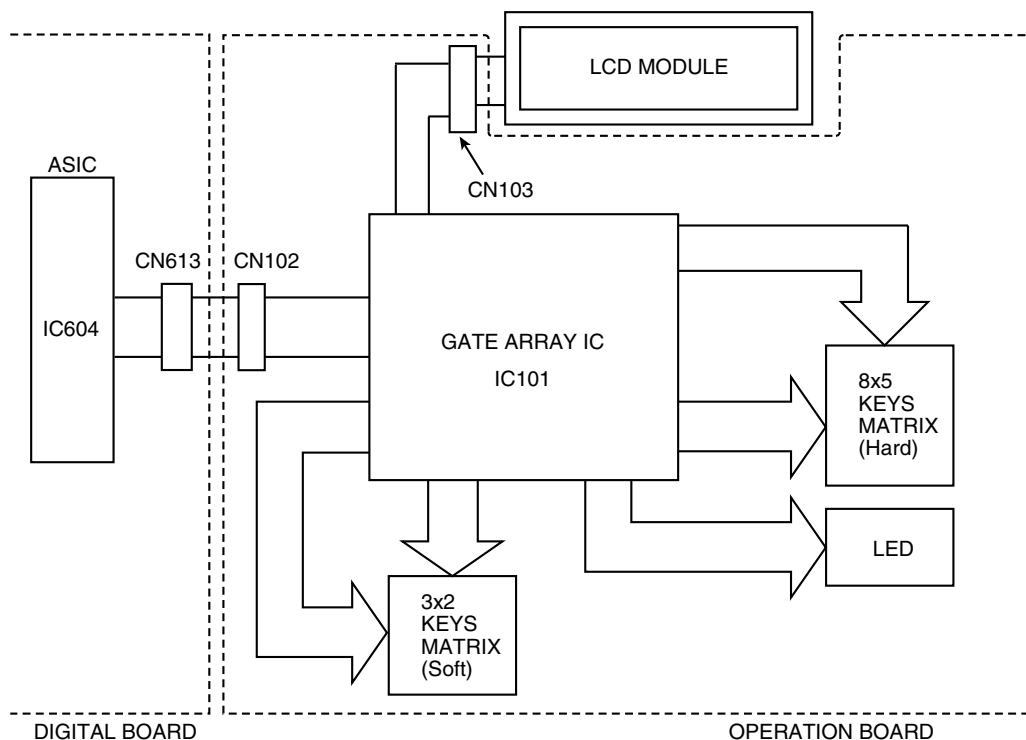 LCD MODULE
CN103
ASIC
IC604
CN613
CN102
GATE ARRAY IC
IC101
8x5
KEYS
MATRIX
(Hard)
LED
3x2
KEYS
MATRIX
(Soft)
DIGITAL BOARD
OPERATION BOARD